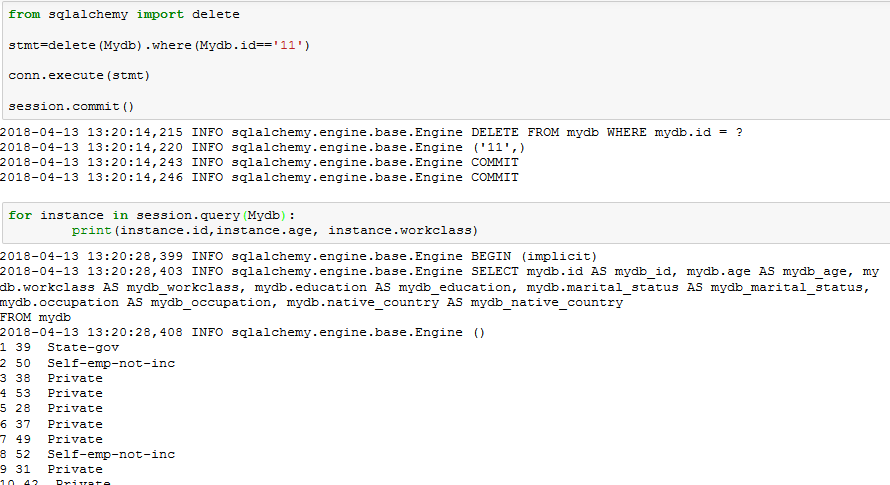 from sqlalchemy import delete
stmt=delete(Mydb).where(Mydb.id=='11')
conn.execute(stmt)
session.commit()
2018-04-13 13:20:14,215 INFO sqlalchemy.engine.base.Engine DELETE FROM mydb WHERE mydb.id = ?
2018-04-13 13:20:14,220 INFO sqlalchemy.engine.base.Engine ('11',)
2018-04-13 13:20:14,243 INFO sqlalchemy.engine.base.Engine COMMIT
2018-04-13 13:20:14,246 INFO sqlalchemy.engine.base.Engine COMMIT
for instance in session.query(Mydb):
print(instance.id,instance.age, instance.workclass)
2018-04-13 13:20:28,399 INFO sqlalchemy.engine.base.Engine BEGIN (implicit)
2018-04-13 13:20:28,403 INFO sqlalchemy.engine.base.Engine SELECT mydb.id AS mydb_id, mydb.age AS mydb_age, my
db.workclass AS mydb_workclass, mydb.education AS mydb_education, mydb.marital_status AS mydb_marital_status,
mydb.occupation AS mydb_occupation, mydb.native_country AS mydb_native_country
FROM mydb
2018-04-13 13:20:28,408 INFO sqlalchemy.engine.base.Engine ()
1 39  State-gov
2 50  Self-emp-not-inc
3 38  Private
4 53  Private
5 28  Private
6 37  Private
7 49  Private
8 52  Self-emp-not-inc
9 31  Private
10 42  Private